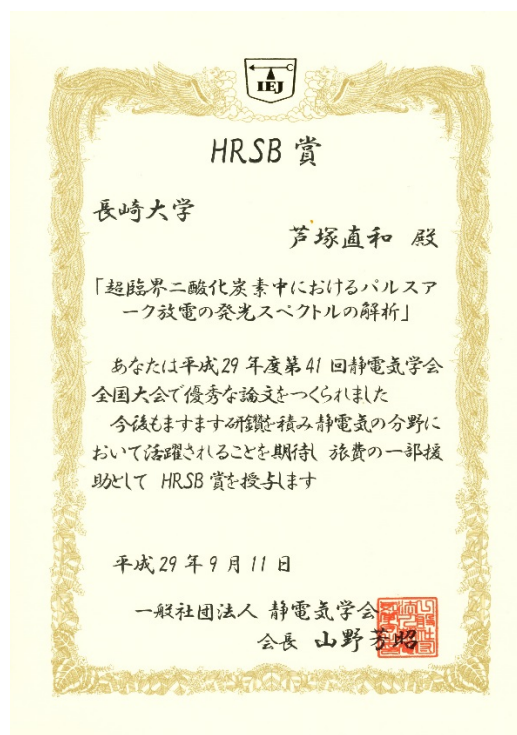 IEJ
HRSB 賞
長崎大学
芦塚直和 殿
「超臨界二酸化炭素中におけるパルスア
ーク放電の発光スペクトルの解析」
あなたは平成29年度第41回静電気学会
全国大会で優秀な論文をつくられました
今後もますます研鑽を積み静電気の分野に
おいて活躍されることを期待し 旅費の一部援
助として HRSB 賞を授与します
平成29年9月11日
一般社団法人 静電気学会
会長 山野芳昭